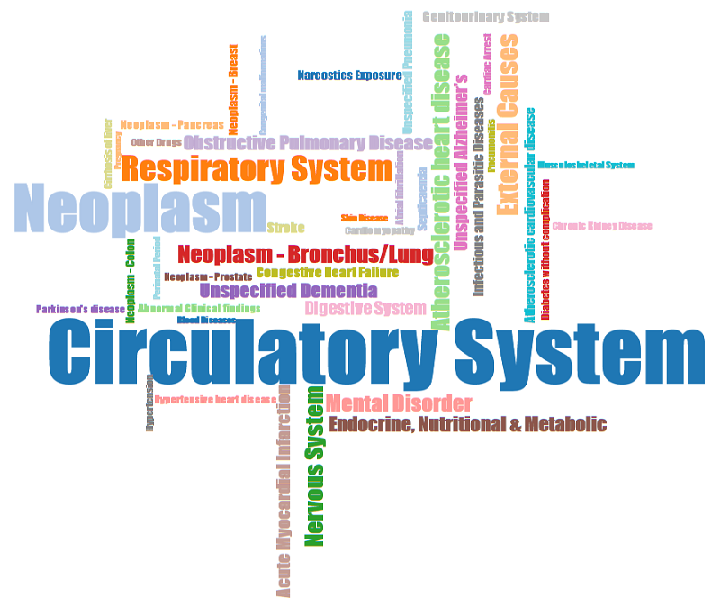 Genitourinary System
Unspecified Pneumonia
Cardiac Arrest
Atherosclerotic heart disease
External Causes
Neoplasm - Breast
Congenital malformations
Narcostics Exposure
Unspecified Alzheimer's
Infectious and Parasitic Diseases
Pneumonitis
Atherosclerotic cardiovascular disease
Cirrhosis of liver
Neoplasm - Pancreas
Pregnancy
Other Drugs
Obstructive Pulmonary Disease
Respiratory System
Atrial fibrillation
Septicaemia
Musculoskeletal System
Diabetes without complication
Neoplasm
Stroke
Skin Disease
Cardiomyopathy
Chronic Kidney Disease
Neoplasm - Colon
Perinatal Period
Neoplasm - Bronchus/Lung
Neoplasm - Prostate
Congestive Heart Failure
Unspecified Dementia
Parkinson's disease
Abnormal Clinical findings
Digestive System
Blood Diseases
Circulatory System
Hypertension
Hypertensive heart disease
Acute Myocardial Infarction
Nervous System
Mental Disorder
Endocrine, Nutritional & Metabolic